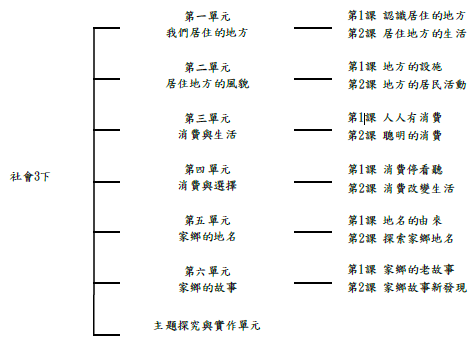 第一單元
我們居住的地方
第1課 認識居住的地方
第2課 居住地方的生活
第二單元
居住地方的風貌
第1課 地方的設施
第2課 地方的居民活動
第三單元
消費與生活
第1課 人人有消費
第2課 聰明的消費
社會3下
第四單元
消費與選擇
第1課 消費停看聽
第2課 消費改變生活
第五單元
家鄉的地名
第1課 地名的由來
第2課 探索家鄉地名
第六單元
家鄉的故事
第1課 家鄉的老故事
第2課 家鄉故事新發現
主題探究與實作單元